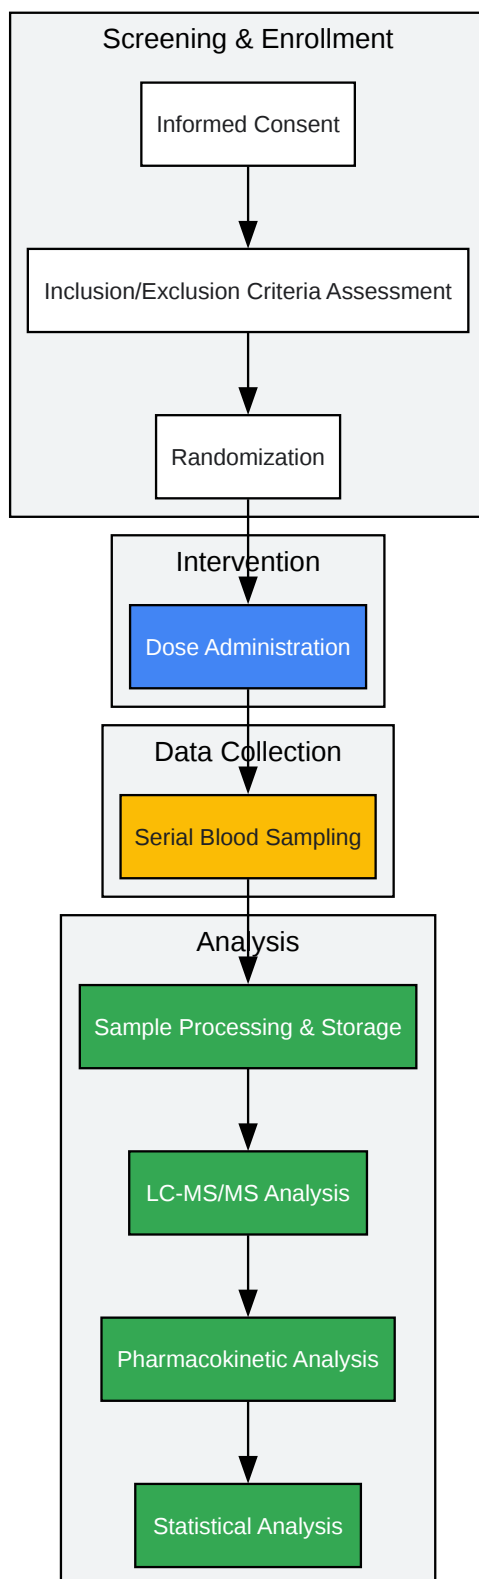 Screening & Enrollment
Informed Consent
Inclusion/Exclusion Criteria Assessment
Randomization
Intervention
Dose Administration
Data Collection
Serial Blood Sampling
Analysis
Sample Processing & Storage
LC-MS/MS Analysis
Pharmacokinetic Analysis
Statistical Analysis